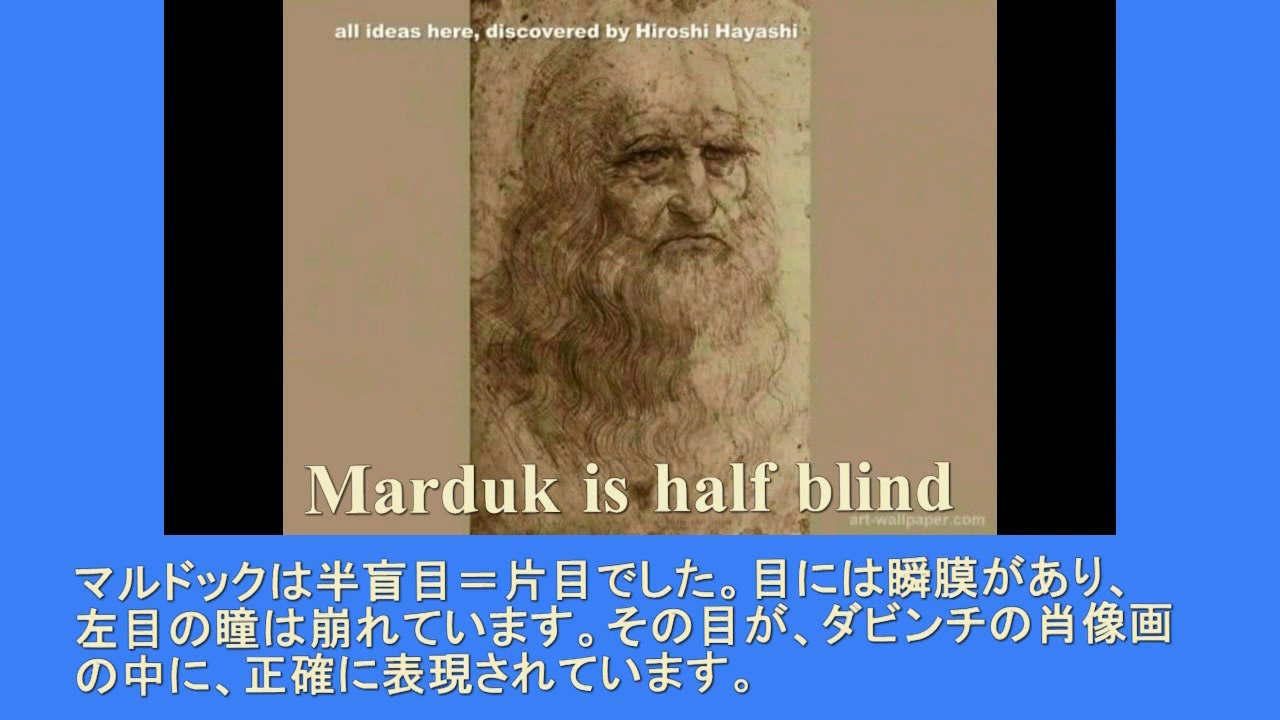 all ideas here, discovered by Hiroshi Hayashi
Marduk is half blind
art-wallpaper.com
マルドックは半盲目＝片目でした。目には瞬膜があり、
左目の瞳は崩れています。その目が、ダビンチの肖像画
の中に、正確に表現されています。